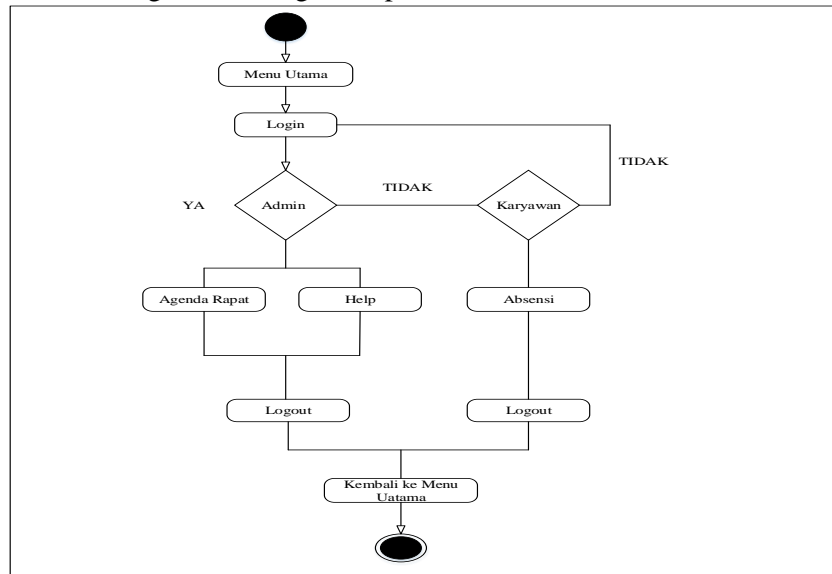 Menu Utama
Login
TIDAK
TIDAK
YA
Admin
Karyawan
Agenda Rapat
Help
Absensi
Logout
Logout
Kembali ke Menu
Uatama